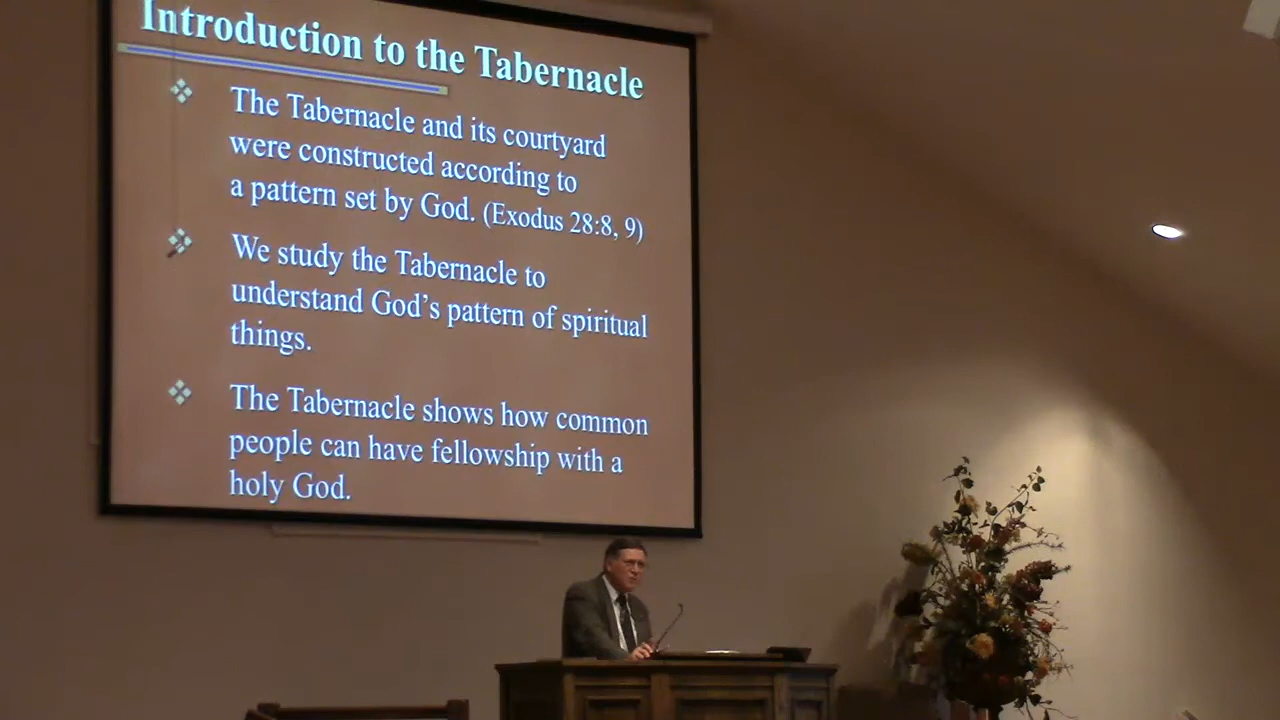 Introduction to the Tabernacle
The Tabernacle and its courtyard
were constructed according to
a pattern set by God. (Exodus 28:8, 9)
We study the Tabernacle to
understand God’s pattern of spiritual
things.
The Tabernacle shows how common
people can have fellowship with a
holy God.